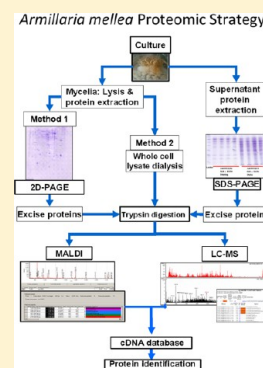 Armillaria mellea Proteomic Strategy
Culture
Mycelia: Lysis &
protein extraction
Supernatant
protein
extraction
Method 1
Method 2
Whole cell
lysate dialysis
2D-PAGE
SDS-PAGE
Excise proteins
Trypsin digestion
Excise protein
MALDI
LC-MS
cDNA database
Protein identification